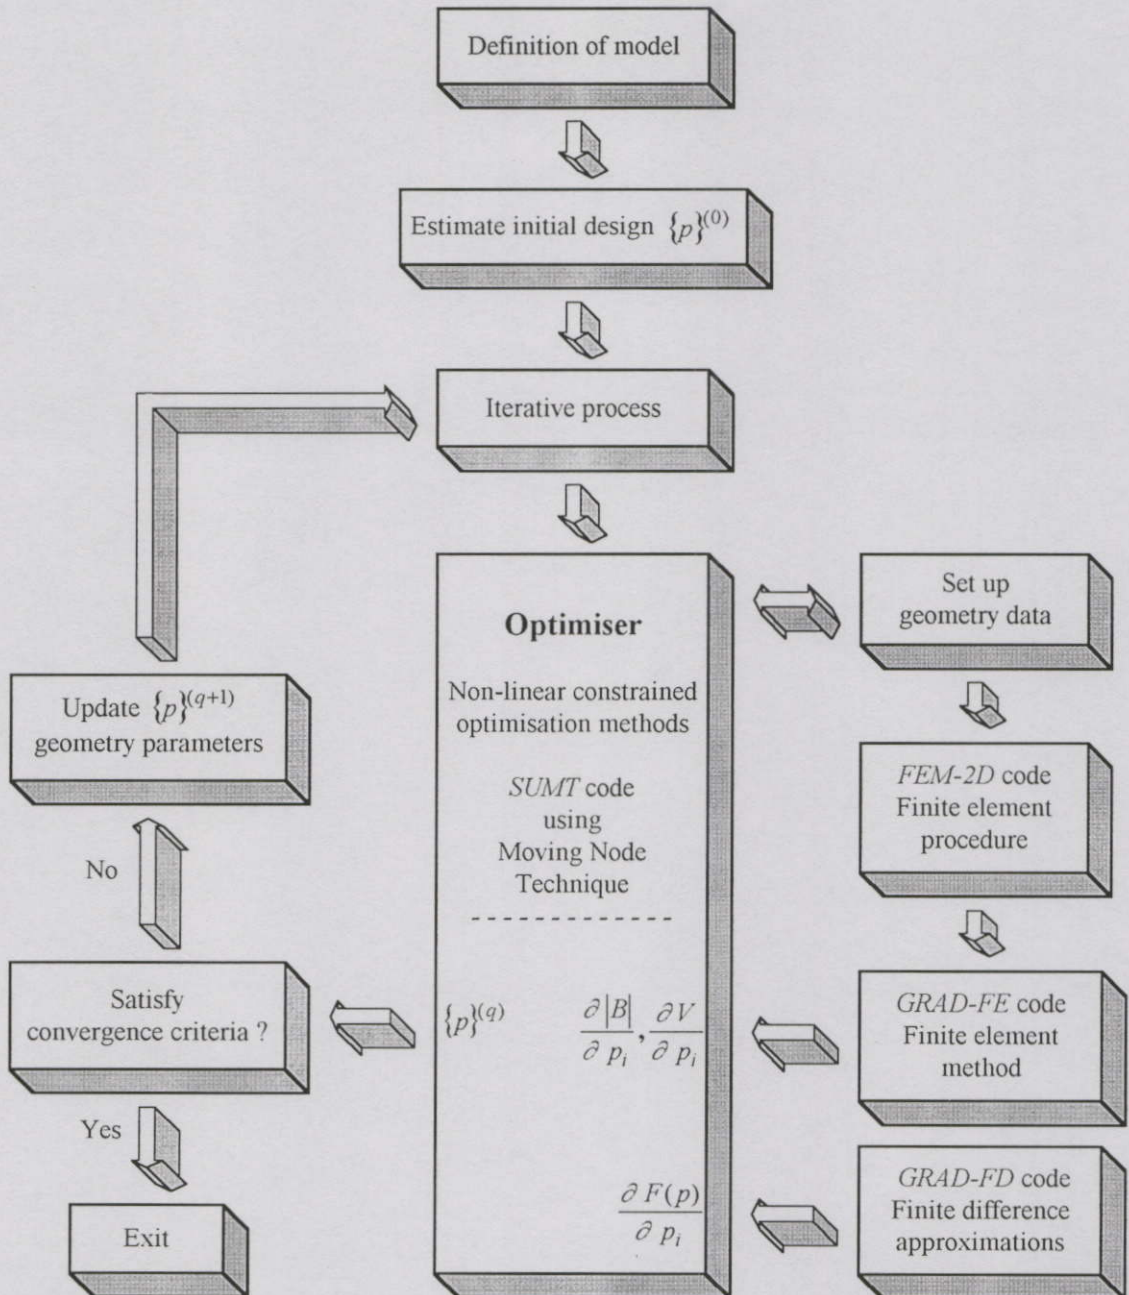 Definition of model
Estimate initial design {p}^(0)
Iterative process
Optimiser
Non-linear constrained
optimisation methods
SUMT code
using
Moving Node
Technique
{p}^(q)
∂|B|/∂p_i, ∂V/∂p_i
∂F(p)/∂p_i
Set up
geometry data
FEM-2D code
Finite element
procedure
GRAD-FE code
Finite element
method
GRAD-FD code
Finite difference
approximations
Satisfy
convergence criteria ?
No
Update {p}^(q+1)
geometry parameters
Yes
Exit